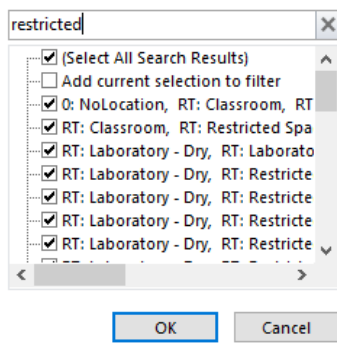 restricted
(Select All Search Results)
Add current selection to filter
0: NoLocation, RT: Classroom, RT
RT: Classroom, RT: Restricted Spa
RT: Laboratory - Dry, RT: Laborato
RT: Laboratory - Dry, RT: Restricte
RT: Laboratory - Dry, RT: Restricte
RT: Laboratory - Dry, RT: Restricte
RT: Laboratory - Dry, RT: Restricte
OK Cancel